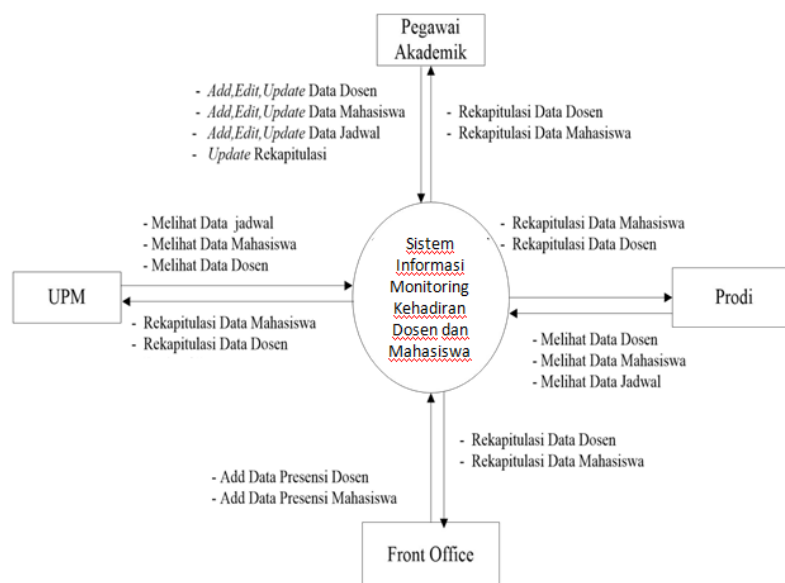 Pegawai
Akademik
- Add,Edit,Update Data Dosen
- Add,Edit,Update Data Mahasiswa
- Add,Edit,Update Data Jadwal
- Update Rekapitulasi
- Rekapitulasi Data Dosen
- Rekapitulasi Data Mahasiswa
- Melihat Data jadwal
- Melihat Data Mahasiswa
- Melihat Data Dosen
Sistem
Informasi
Monitoring
Kehadiran
Dosen dan
Mahasiswa
- Rekapitulasi Data Mahasiswa
- Rekapitulasi Data Dosen
UPM
Prodi
- Rekapitulasi Data Mahasiswa
- Rekapitulasi Data Dosen
- Melihat Data Dosen
- Melihat Data Mahasiswa
- Melihat Data Jadwal
- Add Data Presensi Dosen
- Add Data Presensi Mahasiswa
- Rekapitulasi Data Dosen
- Rekapitulasi Data Mahasiswa
Front Office